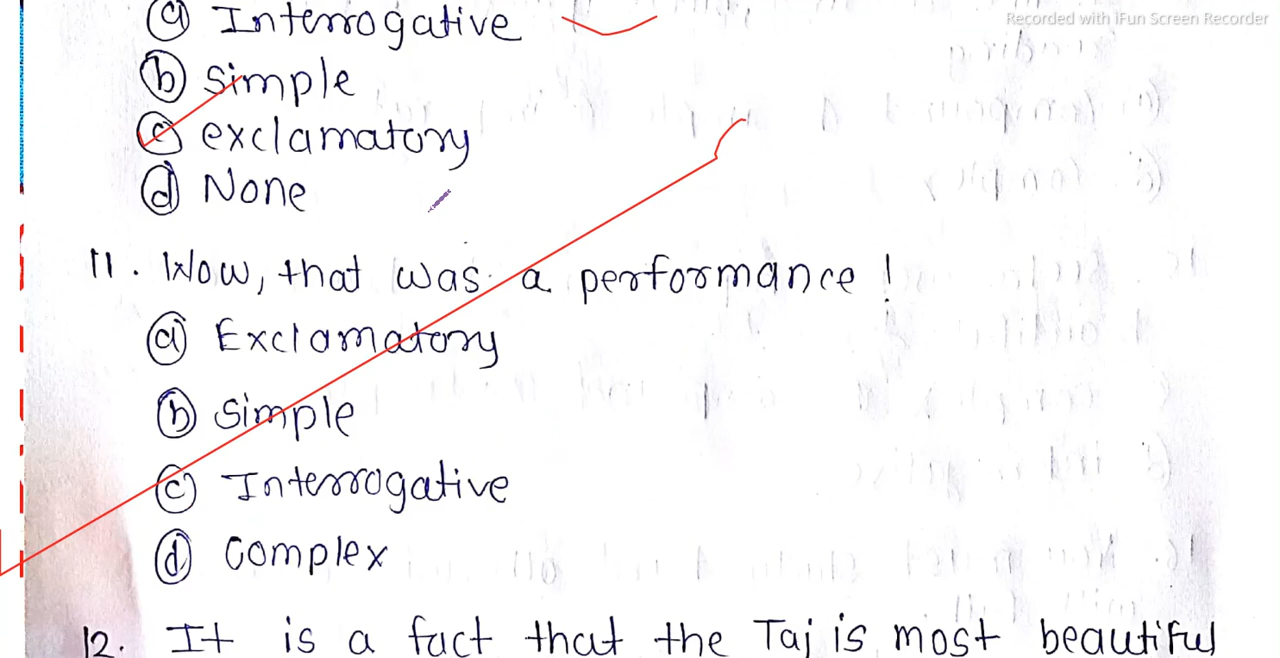 Recorded with iFun Screen Recorder
(a) Interrogative
(b) Simple
(c) exclamatory
(d) None
11. Wow, that was a performance!
(a) Exclamatory
(b) Simple
(c) Interrogative
(d) Complex
12. It is a fact that the Taj is most beautiful